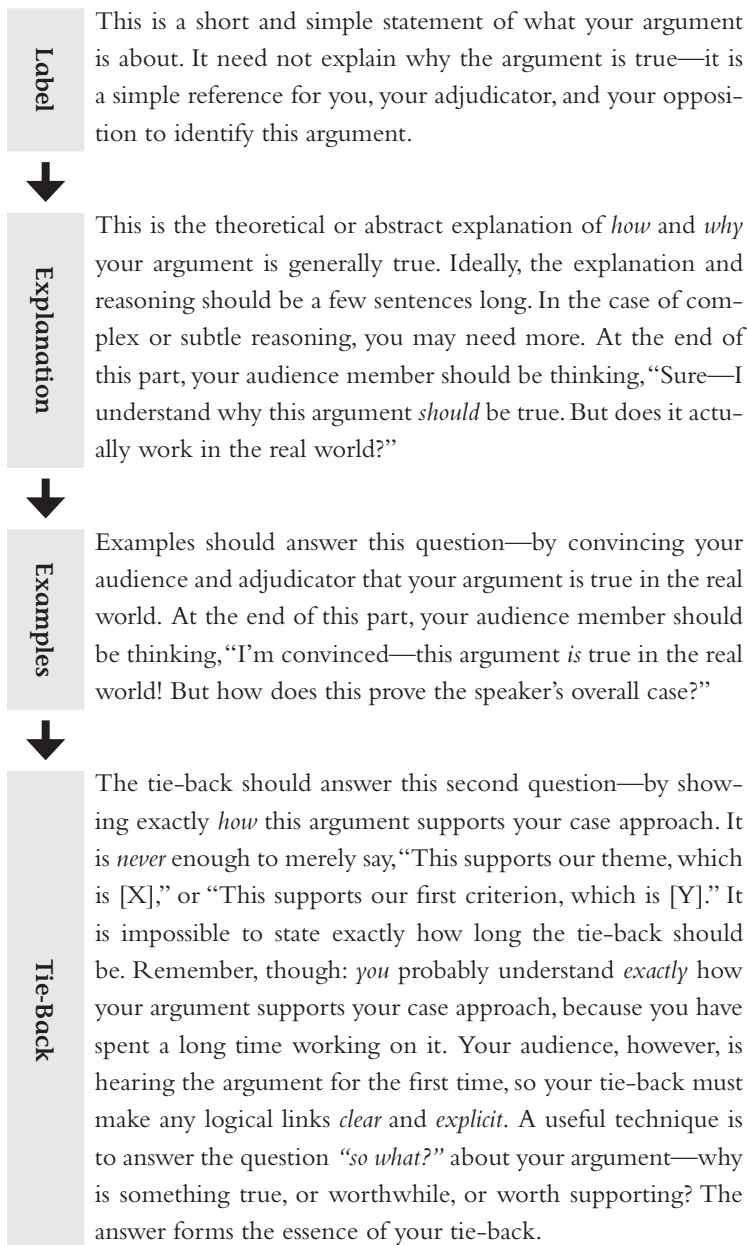 Label
This is a short and simple statement of what your argument
is about. It need not explain why the argument is true—it is
a simple reference for you, your adjudicator, and your opposi-
tion to identify this argument.
Explanation
This is the theoretical or abstract explanation of how and why
your argument is generally true. Ideally, the explanation and
reasoning should be a few sentences long. In the case of com-
plex or subtle reasoning, you may need more. At the end of
this part, your audience member should be thinking, “Sure—I
understand why this argument should be true. But does it actu-
ally work in the real world?”
Examples
Examples should answer this question—by convincing your
audience and adjudicator that your argument is true in the real
world. At the end of this part, your audience member should
be thinking, “I’m convinced—this argument is true in the real
world! But how does this prove the speaker’s overall case?”
Tie-Back
The tie-back should answer this second question—by show-
ing exactly how this argument supports your case approach. It
is never enough to merely say, “This supports our theme, which
is [X],” or “This supports our first criterion, which is [Y].” It
is impossible to state exactly how long the tie-back should
be. Remember, though: you probably understand exactly how
your argument supports your case approach, because you have
spent a long time working on it. Your audience, however, is
hearing the argument for the first time, so your tie-back must
make any logical links clear and explicit. A useful technique is
to answer the question “so what?” about your argument—why
is something true, or worthwhile, or worth supporting? The
answer forms the essence of your tie-back.